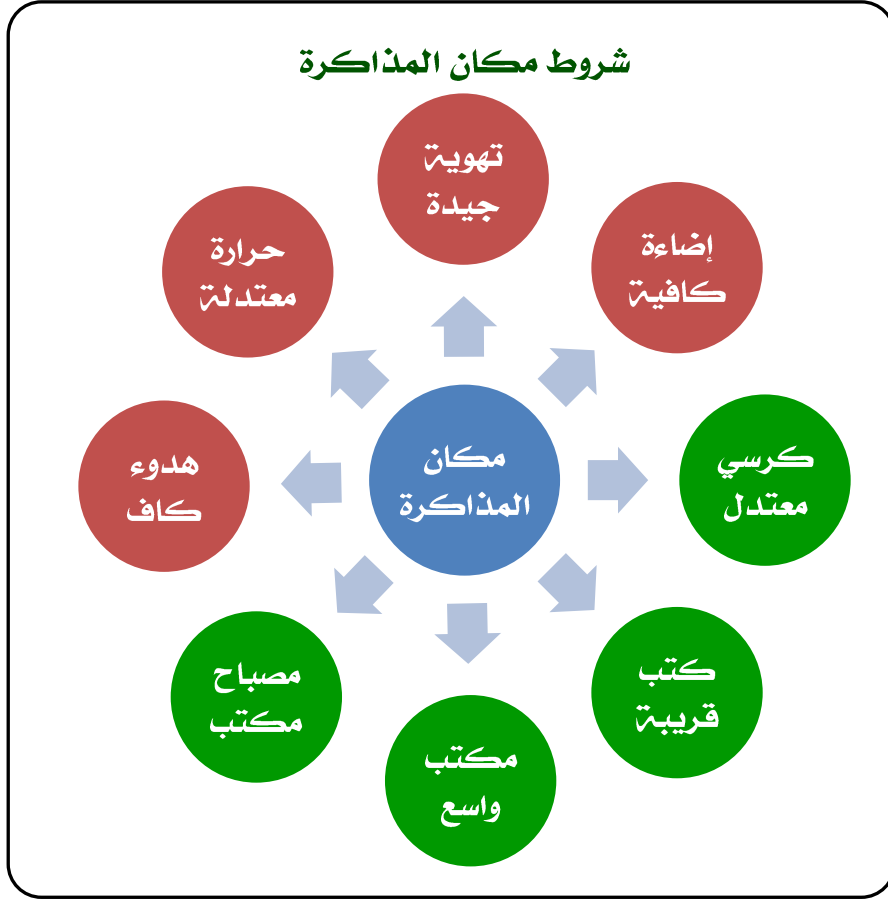 شروط مكان المذاكرة
تهوية
جيدة
إضاءة
كافية
حرارة
معتدلة
كرسي
معتدل
مكان
المذاكرة
هدوء
كاف
كتب
قريبة
مصباح
مكتب
مكتب
واسع